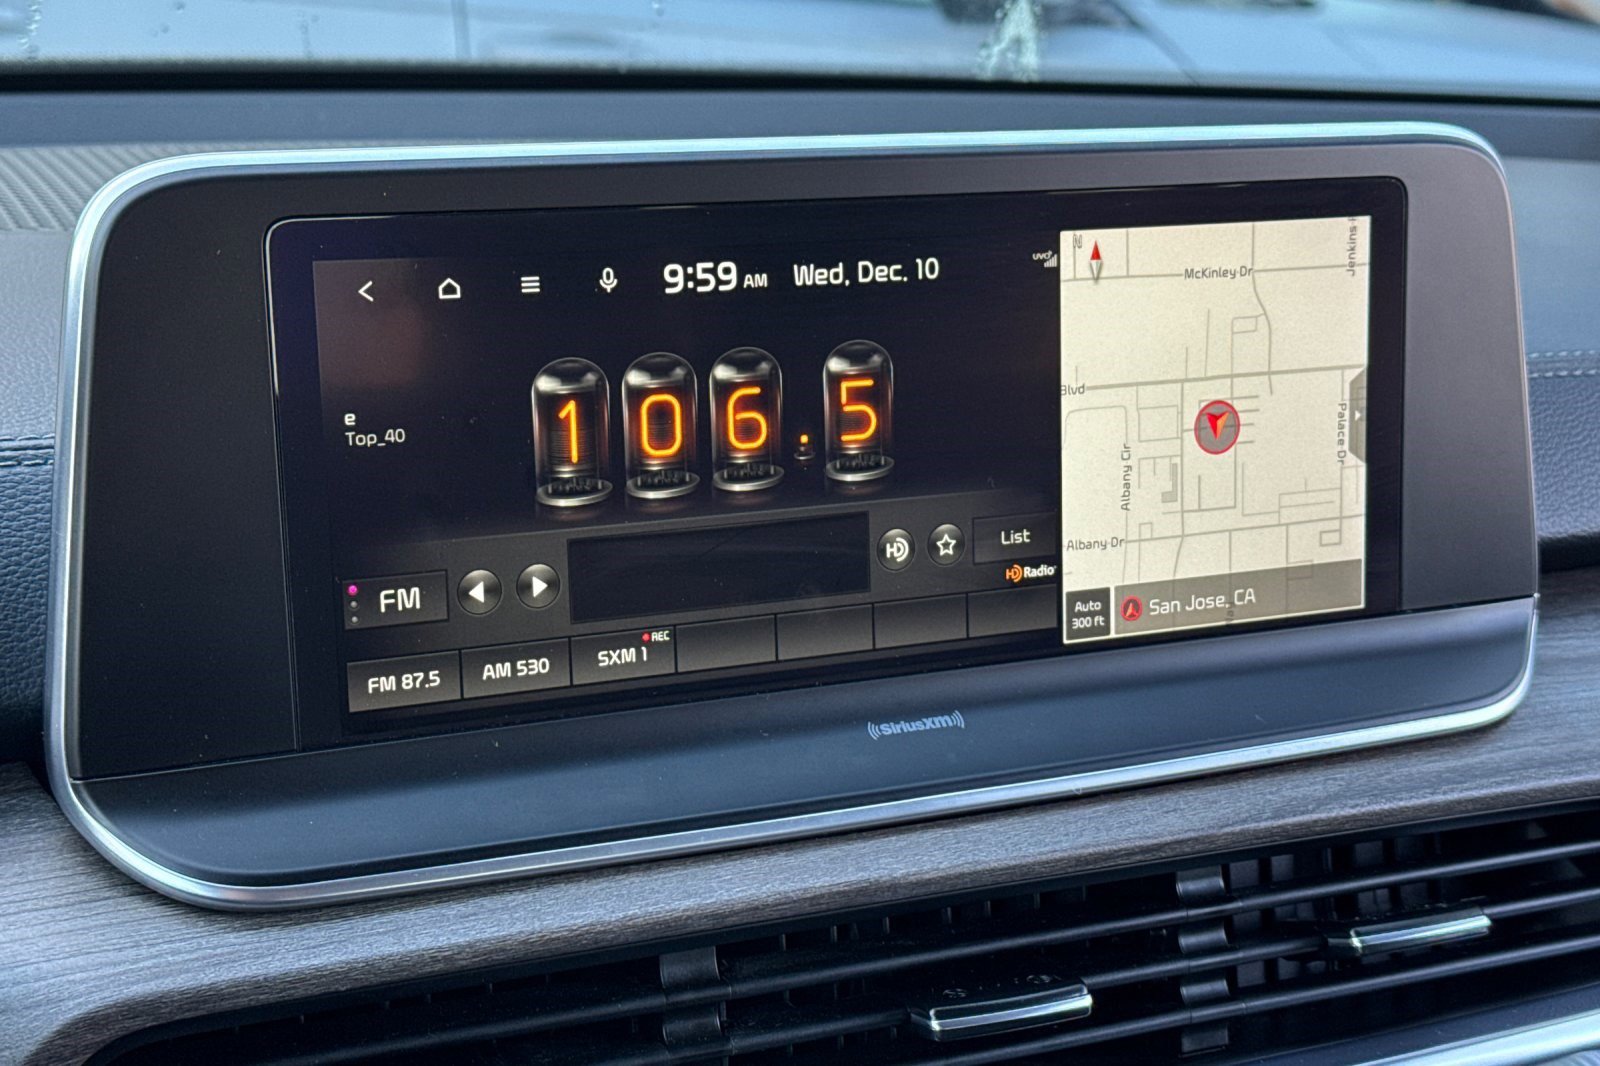 9:59 AM Wed, Dec. 10
UVO
e
Top_40
106.5
HD
List
HD Radio
FM
REC
FM 87.5
AM 530
SXM 1
N
McKinley Dr
Jenkins
Blvd
Palace Dr
Albany Cir
Albany Dr
Auto
300 ft
San Jose, CA
((SiriusXM))